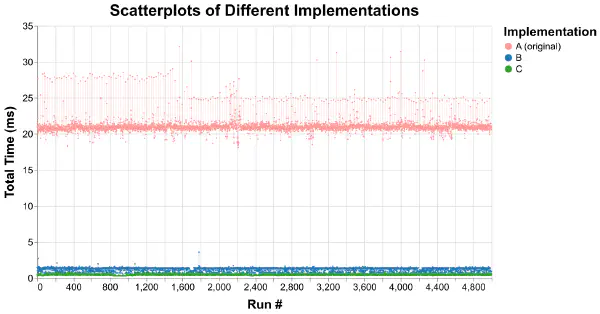 Scatterplots of Different Implementations
Total Time (ms)
35
30
25
20
15
10
5
0
0 400 800 1,200 1,600 2,000 2,400 2,800 3,200 3,600 4,000 4,400 4,800
Run #
Implementation
A (original)
B
C